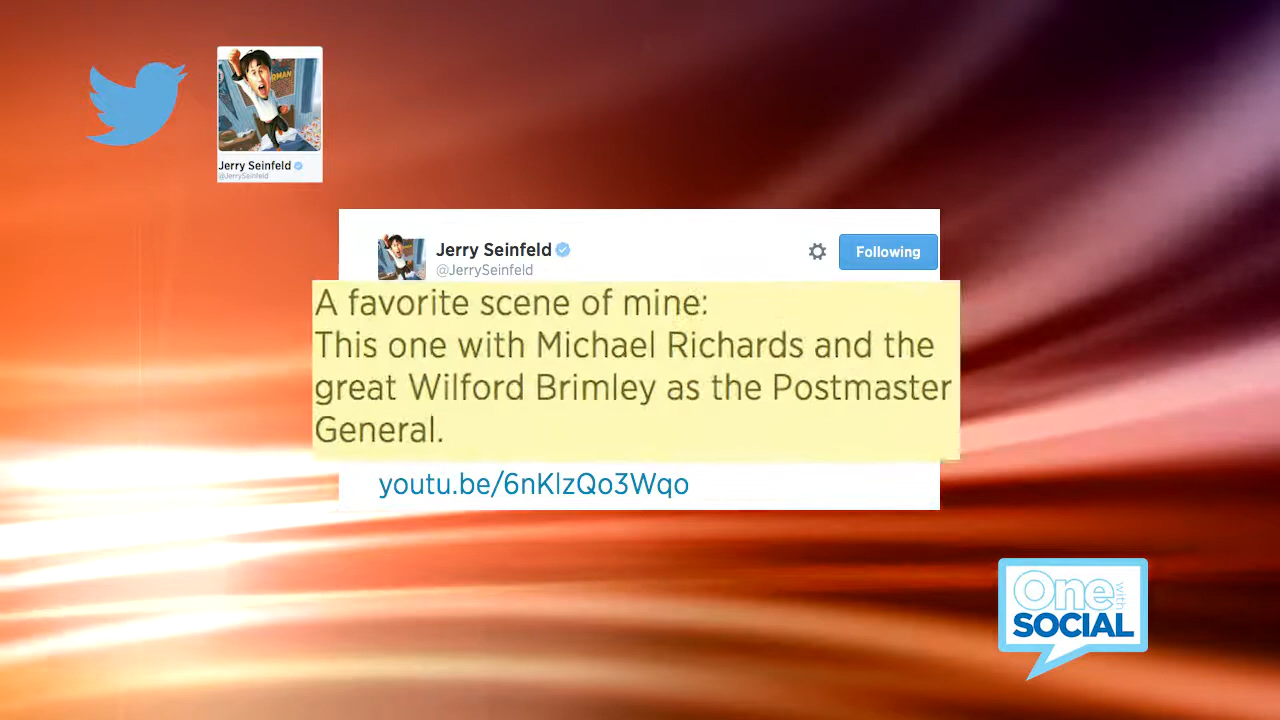 RMAN
Jerry Seinfeld
@JerrySeinfeld
Jerry Seinfeld
@JerrySeinfeld
Following
A favorite scene of mine:
This one with Michael Richards and the
great Wilford Brimley as the Postmaster
General.
youtu.be/6nKlzQo3Wqo
One with
SOCIAL